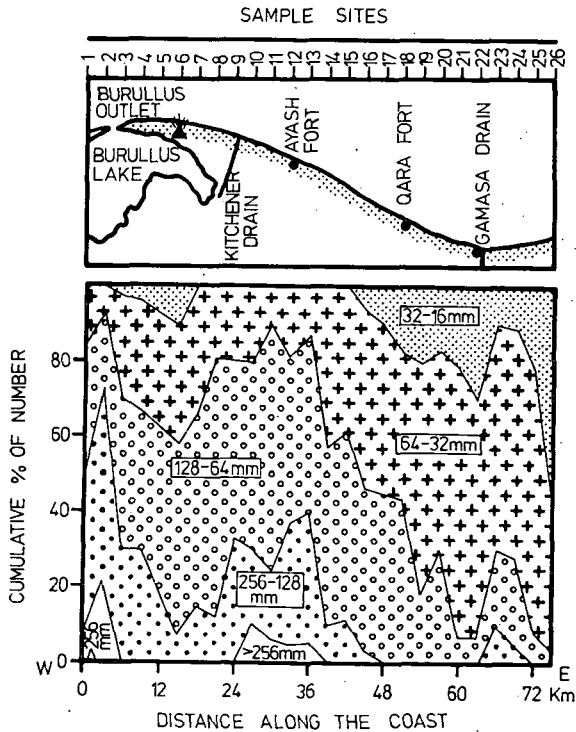 SAMPLE SITES
1 2 3 4 5 6 7 8 9 10 11 12 13 14 15 16 17 18 19 20 21 22 23 24 25 26
BURULLUS
OUTLET
BURULLUS
LAKE
KITCHENER
DRAIN
AYASH
FORT
QARA FORT
GAMASA DRAIN
CUMULATIVE % OF NUMBER
80
60
40
20
0
32-16mm
64-32mm
128-64mm
256-128
mm
>256mm
mm
W
E
0 12 24 36 48 60 72 Km
DISTANCE ALONG THE COAST